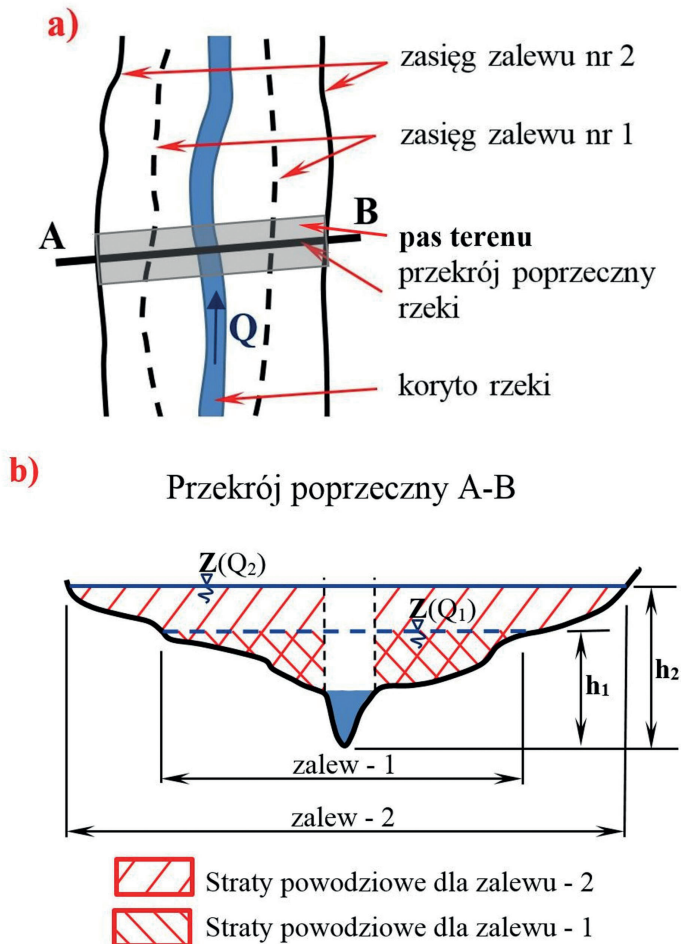 a)
zasięg zalewu nr 2
zasięg zalewu nr 1
A
B
pas terenu
przekrój poprzeczny
rzeki
Q
koryto rzeki
b)
Przekrój poprzeczny A-B
Z(Q2)
Z(Q1)
h1
h2
zalew - 1
zalew - 2
Straty powodziowe dla zalewu - 2
Straty powodziowe dla zalewu - 1